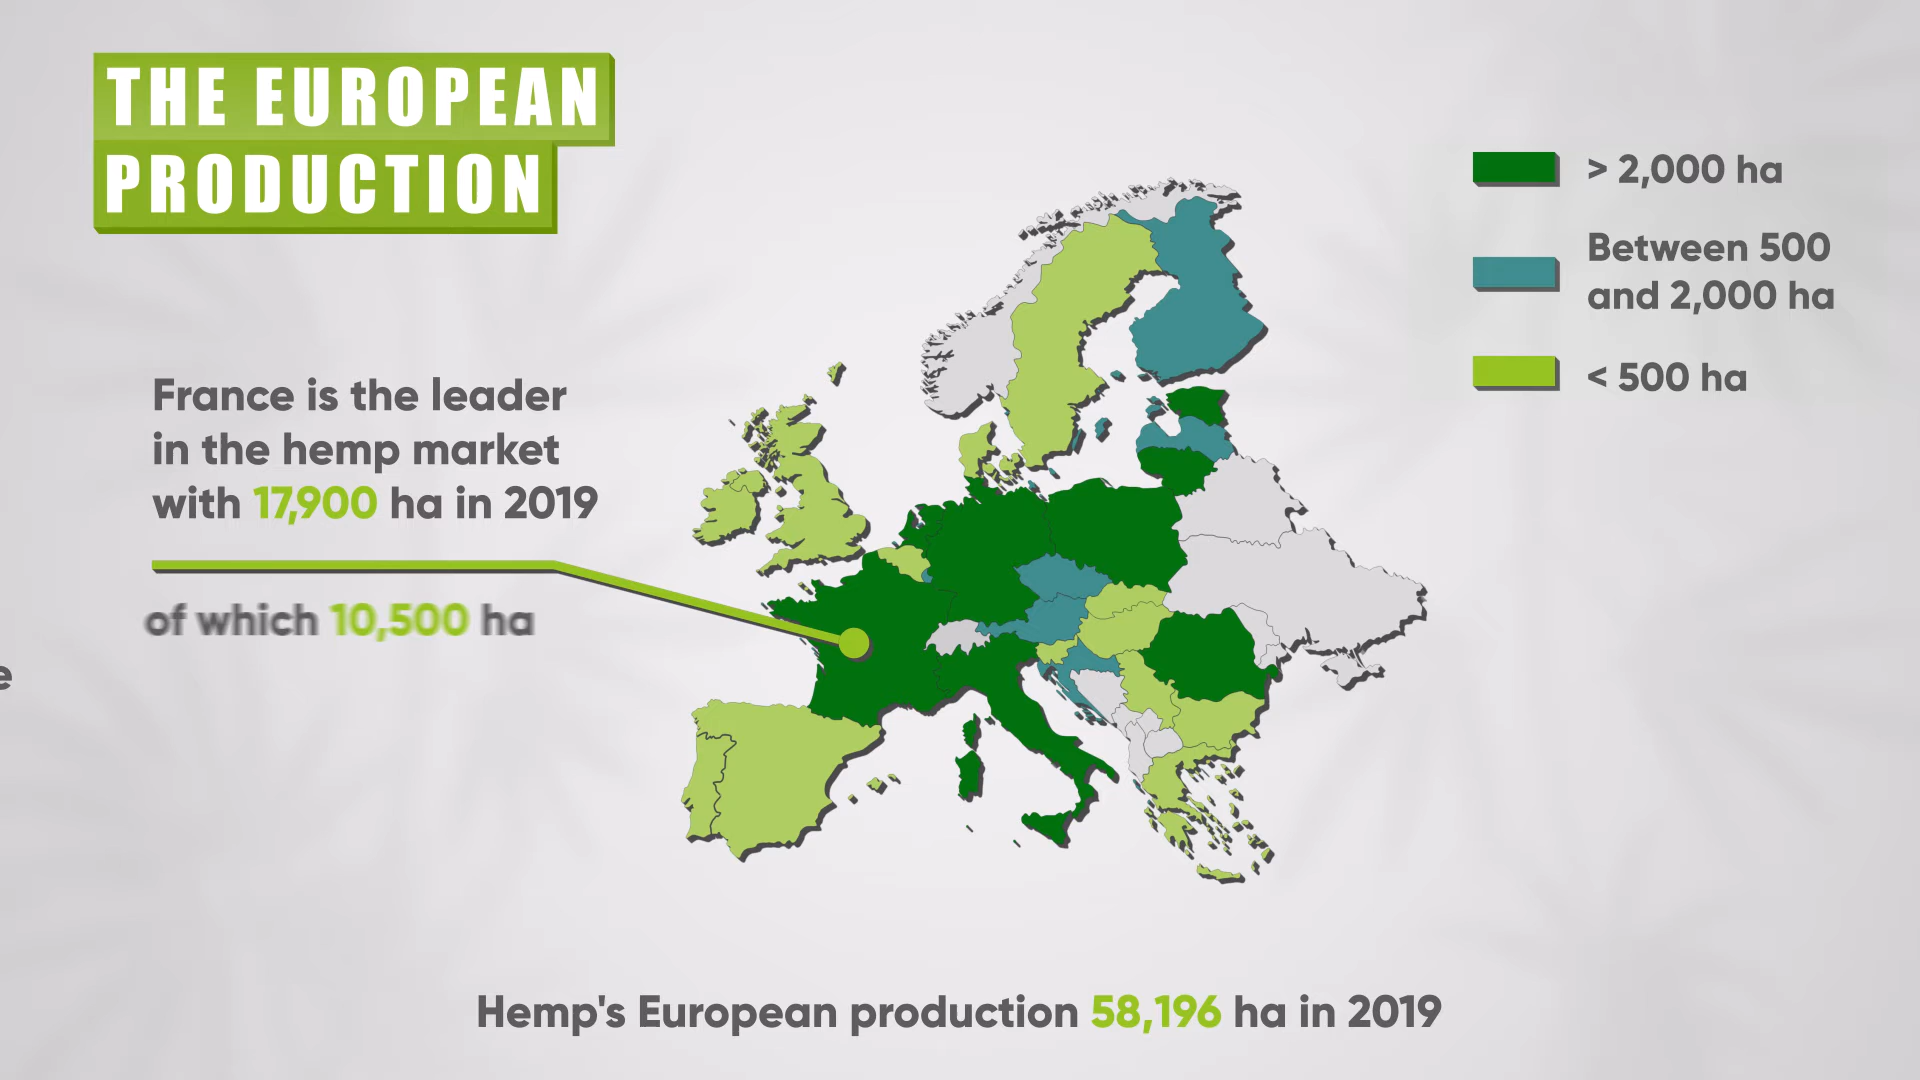 THE EUROPEAN
PRODUCTION
> 2,000 ha
Between 500
and 2,000 ha
< 500 ha
France is the leader
in the hemp market
with 17,900 ha in 2019
of which 10,500 ha
Hemp's European production 58,196 ha in 2019